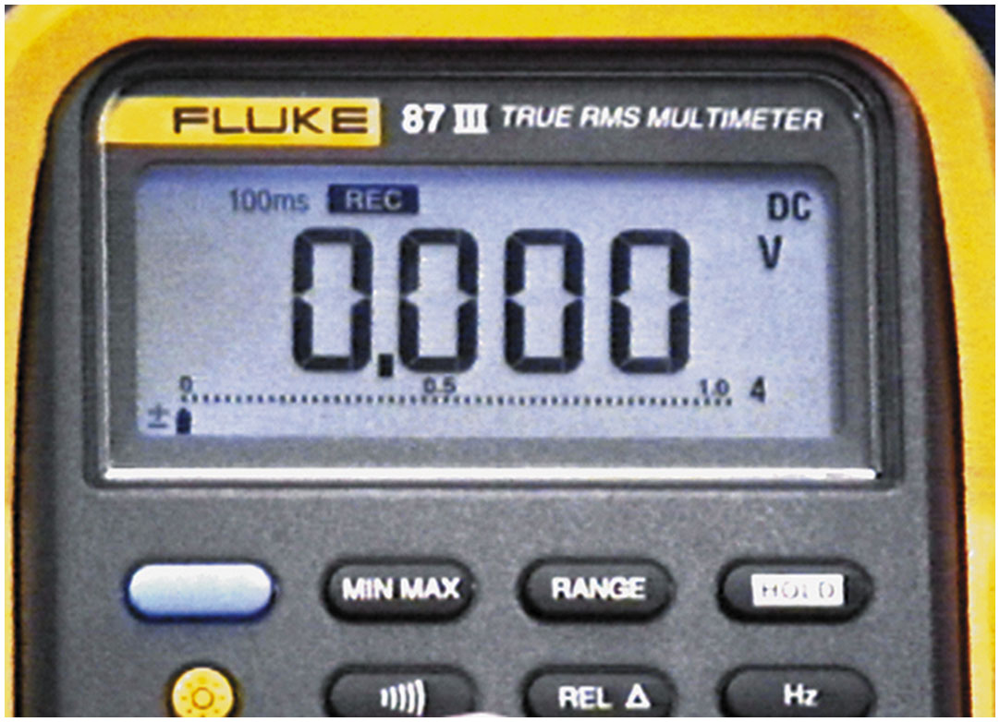 FLUKE 87 III TRUE RMS MULTIMETER
100ms REC DC
V
0.000
0 0.5 1.0 4
±
MIN MAX RANGE HOLD
REL Δ Hz